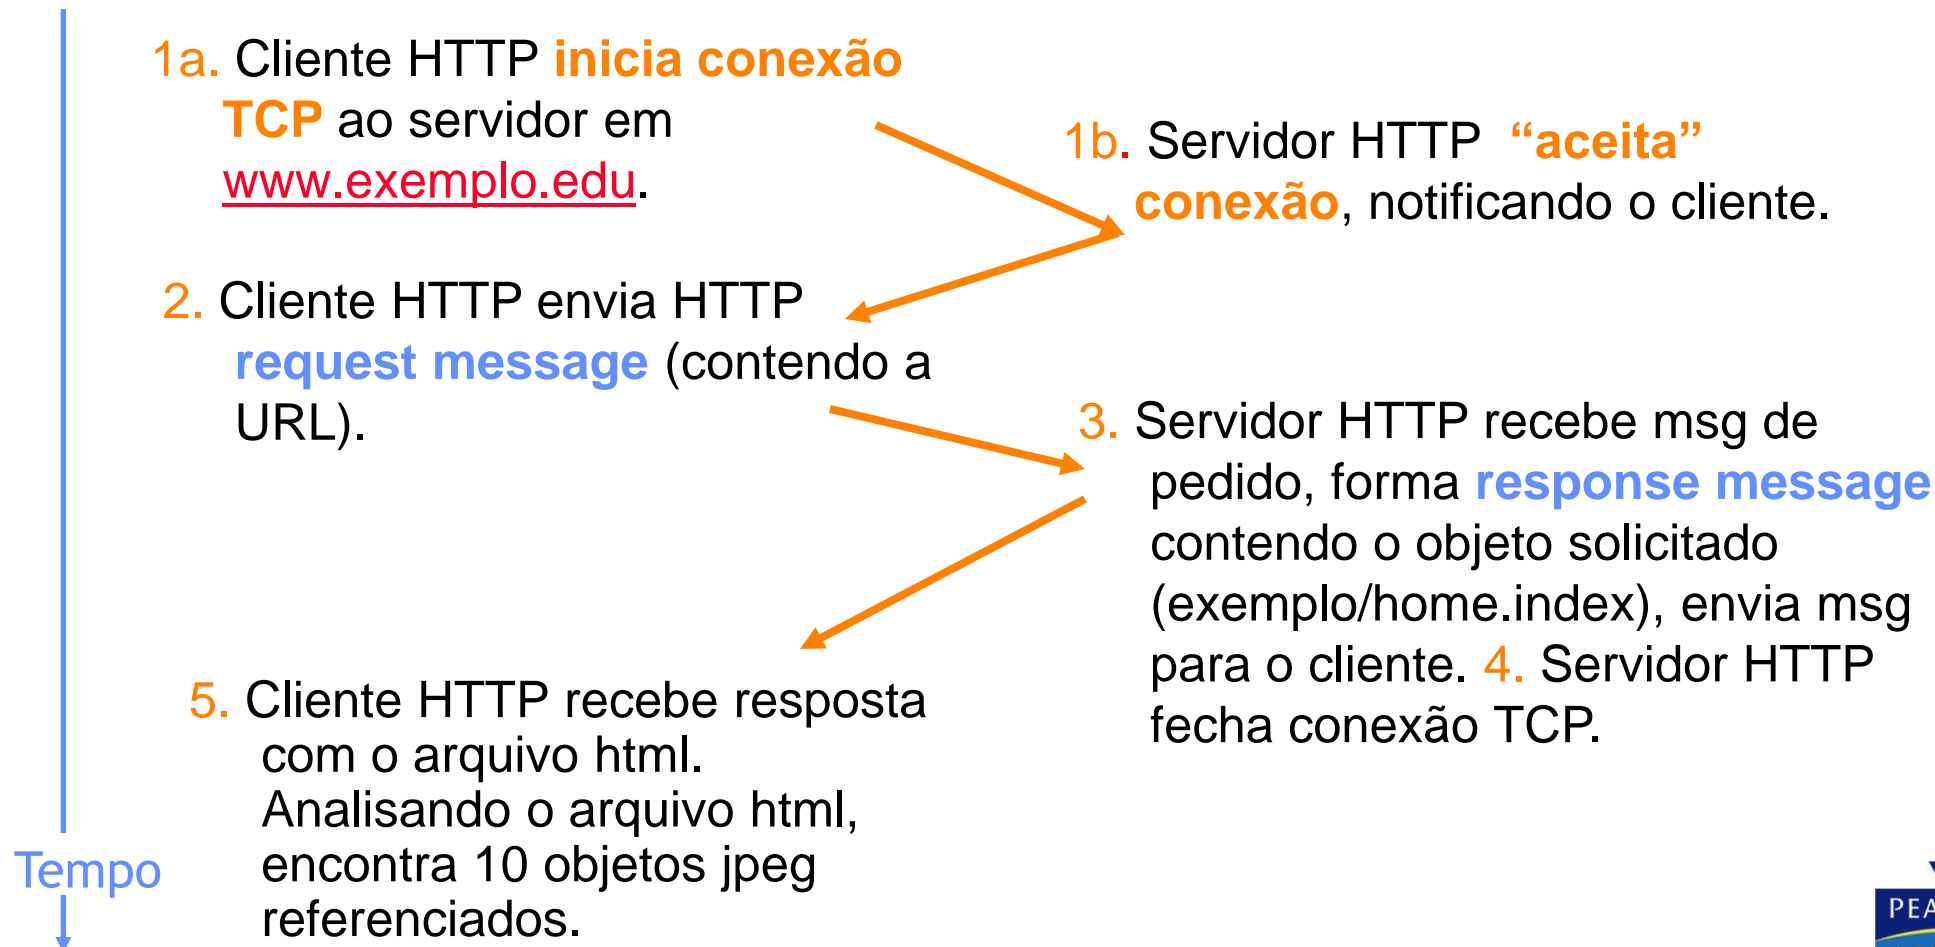 1a. Cliente HTTP inicia conexão
TCP ao servidor em
www.exemplo.edu.
1b. Servidor HTTP “aceita”
conexão, notificando o cliente.
2. Cliente HTTP envia HTTP
request message (contendo a
URL).
3. Servidor HTTP recebe msg de
pedido, forma response message
contendo o objeto solicitado
(exemplo/home.index), envia msg
para o cliente. 4. Servidor HTTP
fecha conexão TCP.
5. Cliente HTTP recebe resposta
com o arquivo html.
Analisando o arquivo html,
encontra 10 objetos jpeg
referenciados.
Tempo